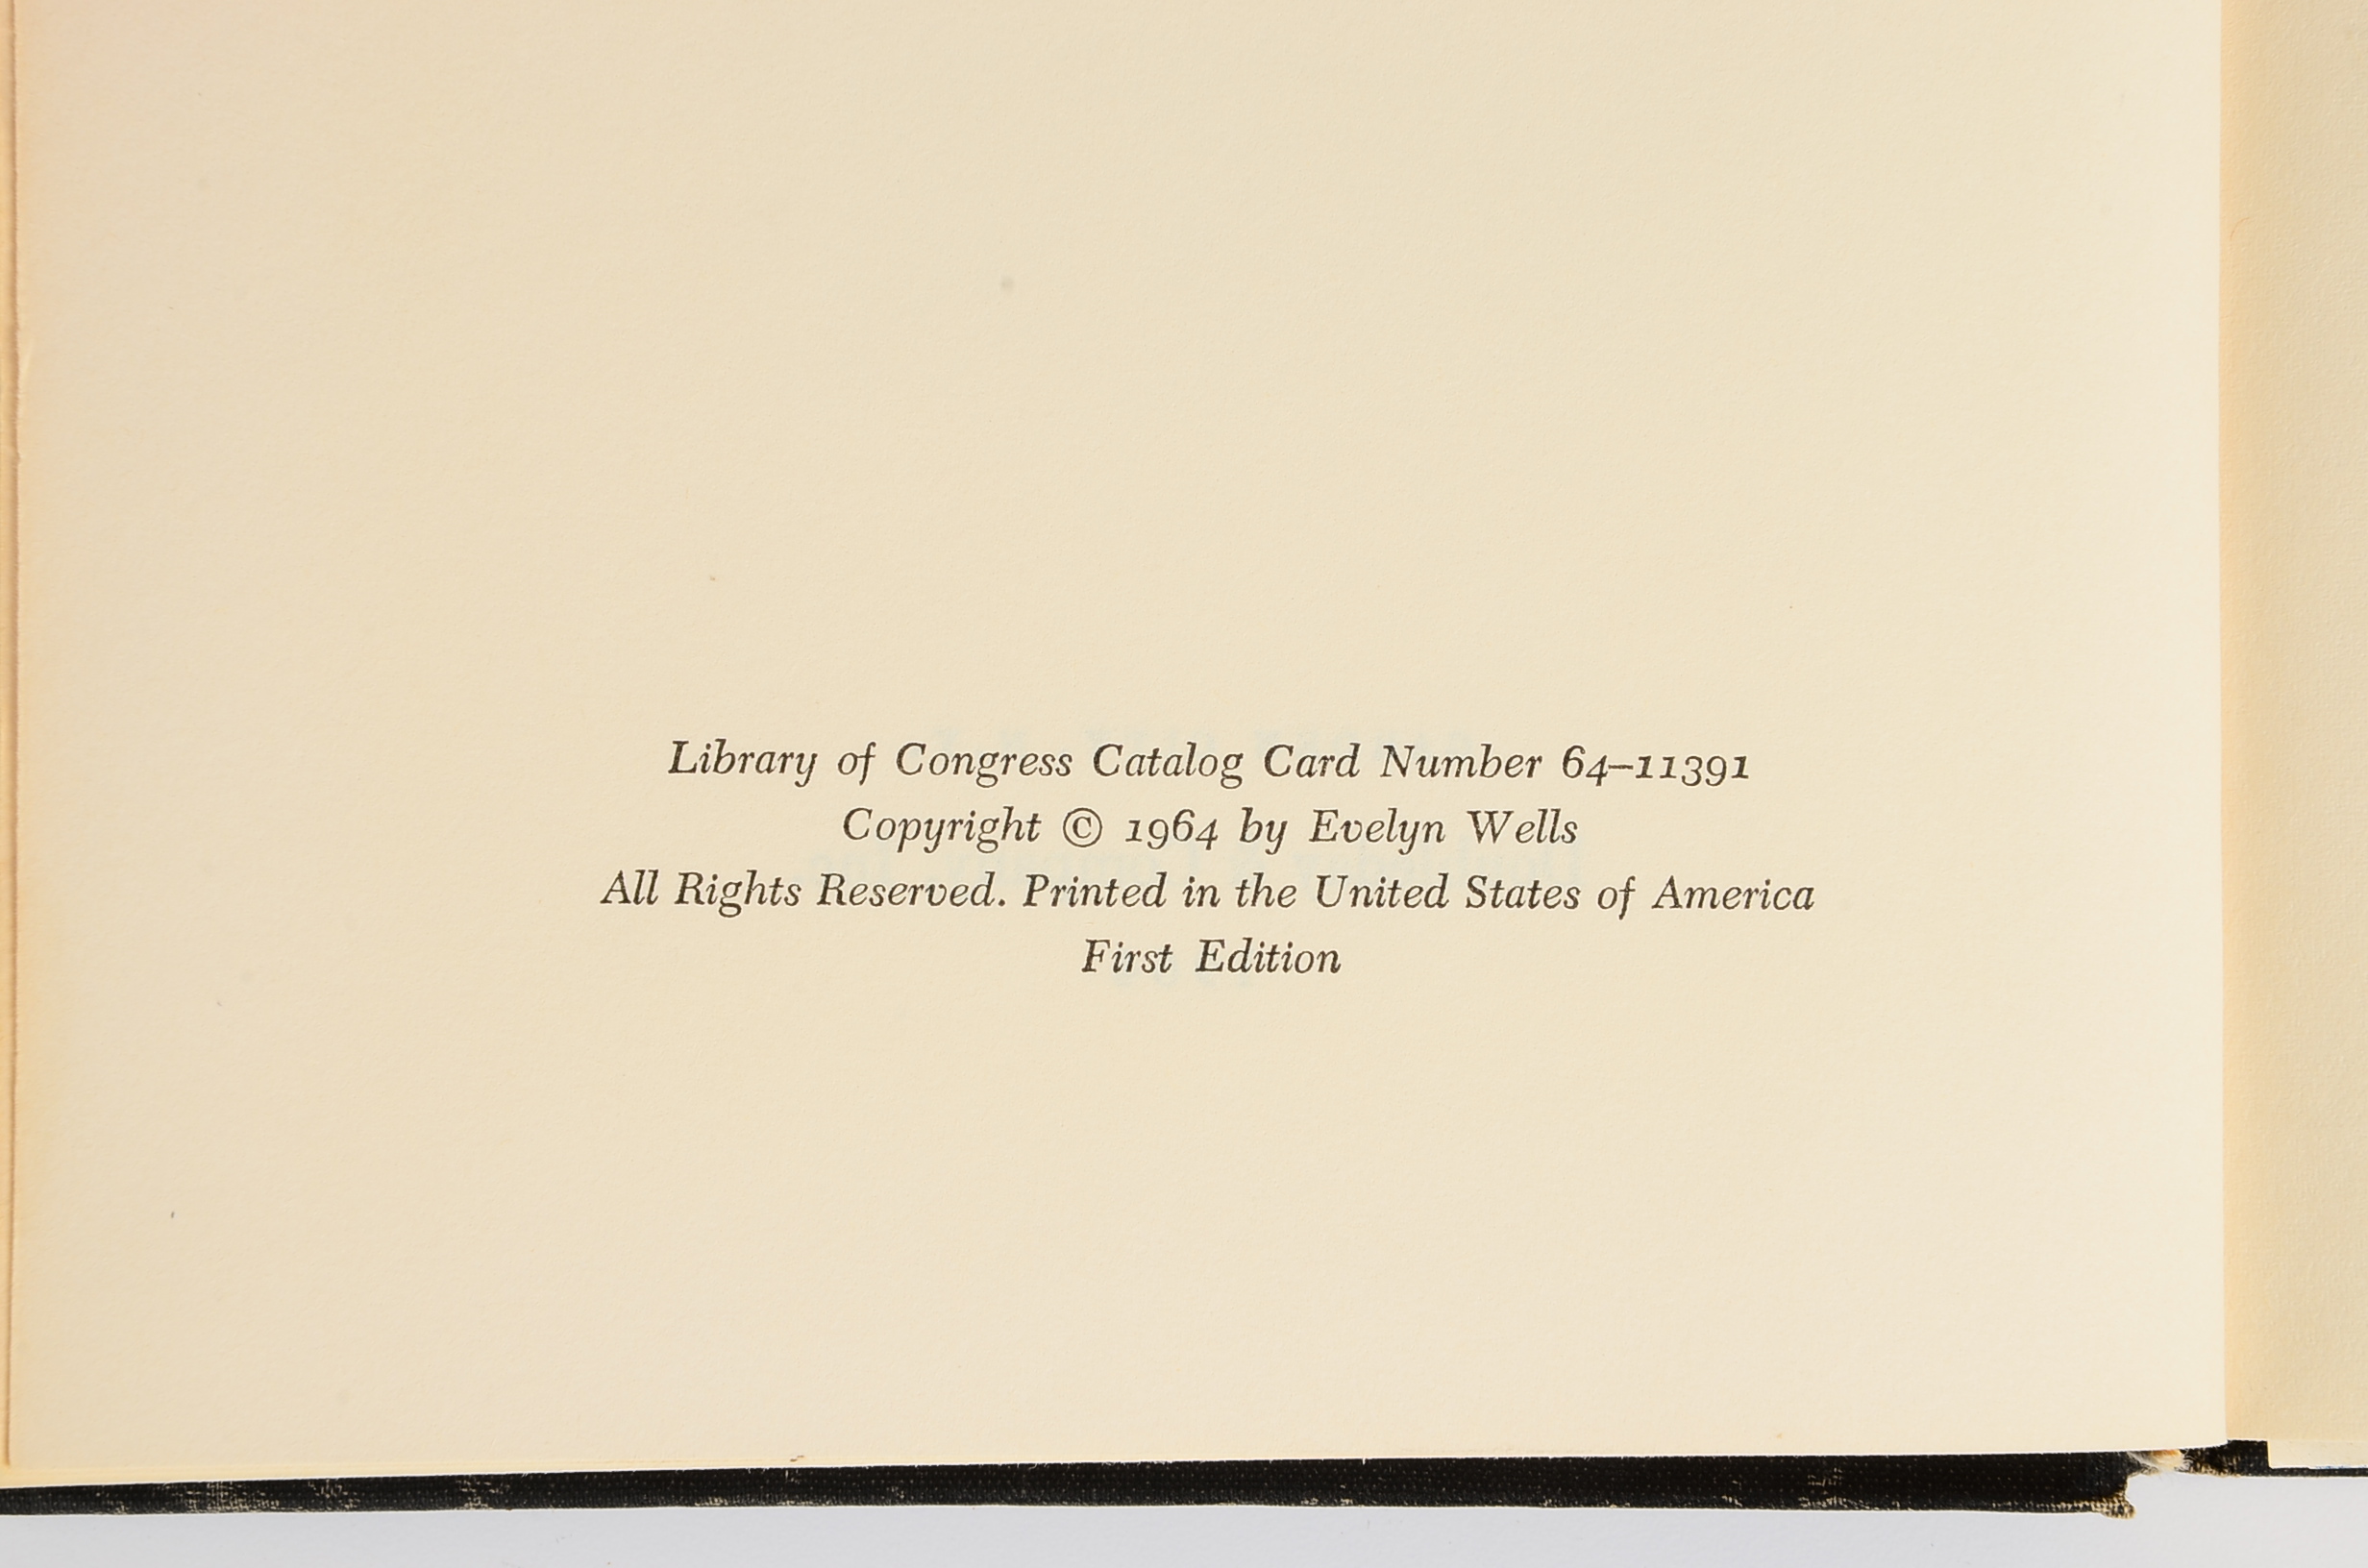 Library of Congress Catalog Card Number 64–11391
Copyright © 1964 by Evelyn Wells
All Rights Reserved. Printed in the United States of America
First Edition